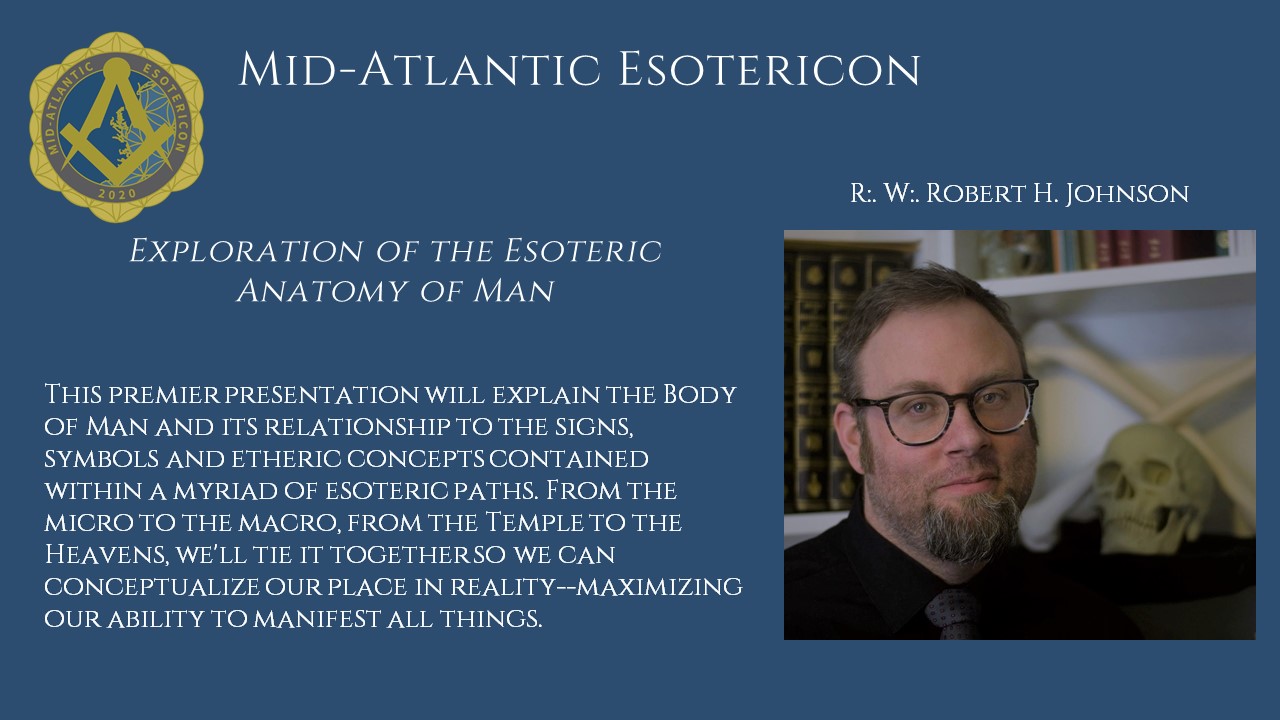 MID-ATLANTIC ESOTERICON
2020
Mid-Atlantic Esotericon
R:. W:. Robert H. Johnson
Exploration of the Esoteric
Anatomy of Man
This premier presentation will explain the Body
of Man and its relationship to the signs,
symbols and etheric concepts contained
within a myriad of esoteric paths. From the
micro to the macro, from the Temple to the
Heavens, we'll tie it together so we can
conceptualize our place in reality--maximizing
our ability to manifest all things.